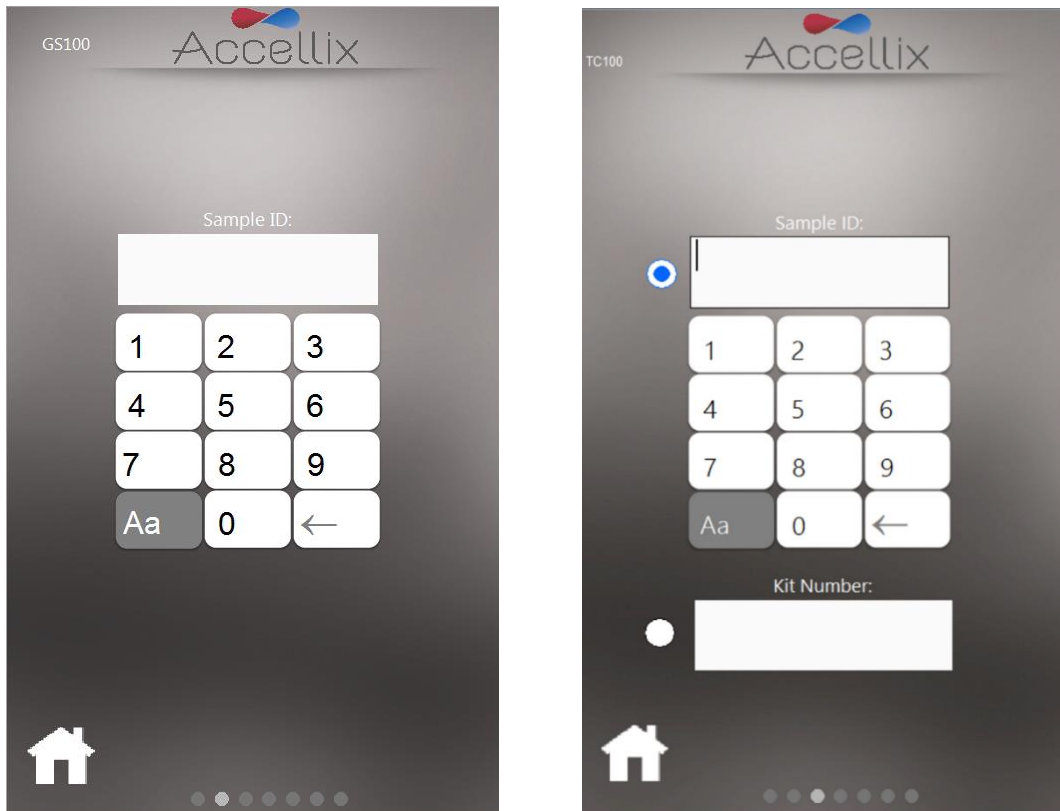 GS100
Accellix
Sample ID:
1 2 3
4 5 6
7 8 9
Aa 0 ←
TC100
Accellix
Sample ID:
1 2 3
4 5 6
7 8 9
Aa 0 ←
Kit Number: